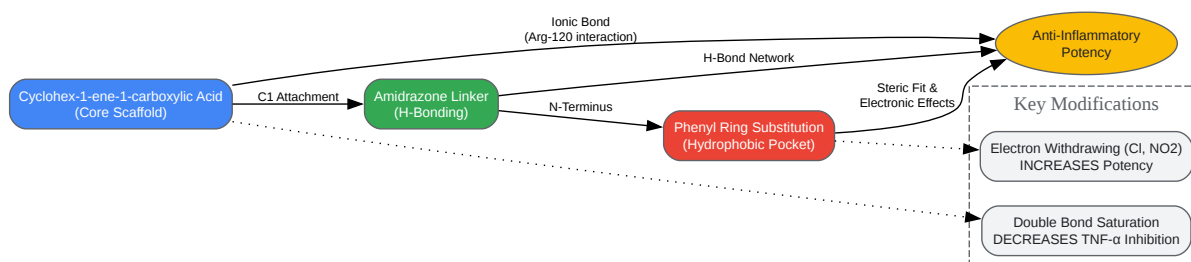 Ionic Bond
(Arg-120 interaction)
Anti-Inflammatory
Potency
H-Bond Network
Cyclohex-1-ene-1-carboxylic Acid
(Core Scaffold)
C1 Attachment
Amidrazone Linker
(H-Bonding)
N-Terminus
Phenyl Ring Substitution
(Hydrophobic Pocket)
Steric Fit &
Electronic Effects
Key Modifications
Electron Withdrawing (Cl, NO2)
INCREASES Potency
Double Bond Saturation
DECREASES TNF-α Inhibition